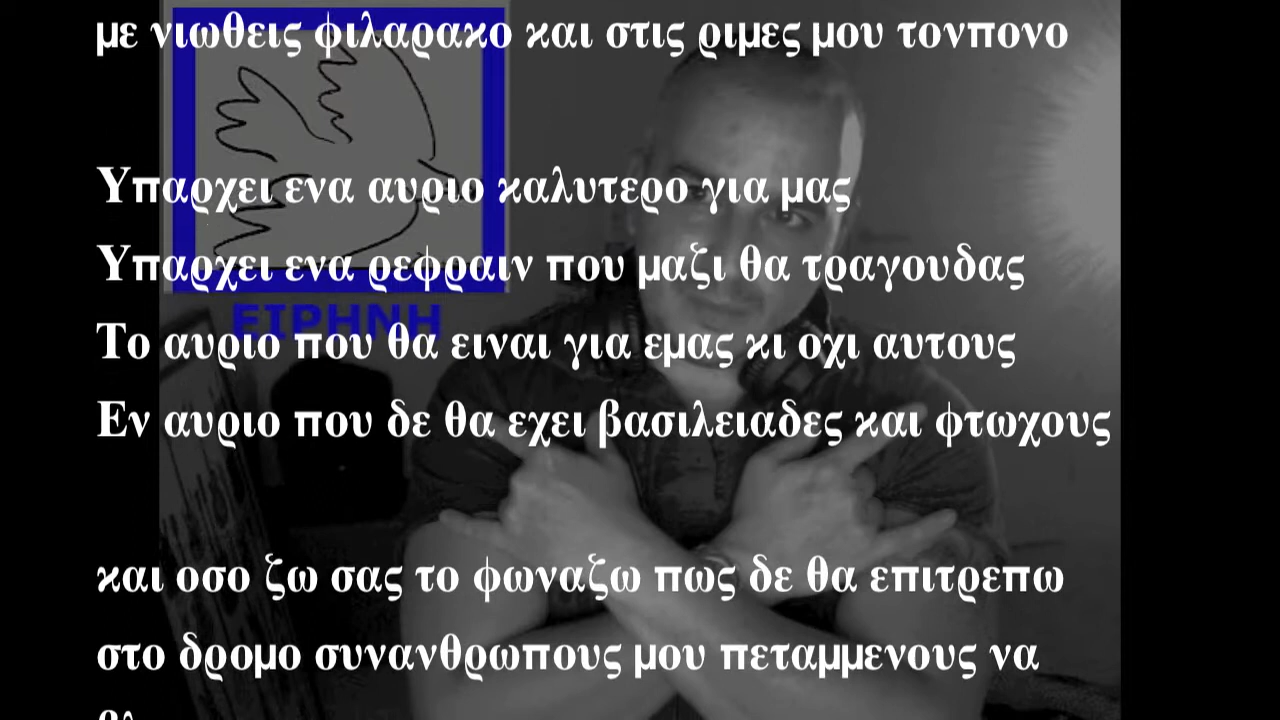 με νιωθεις φιλαρακο και στις ριμες μου τονπονο
Υπαρχει ενα αυριο καλυτερο για μας
Υπαρχει ενα ρεφραιν που μαζι θα τραγουδας
ΕΙΡΗΝΗ
Το αυριο που θα ειναι για εμας κι οχι αυτους
Εν αυριο που δε θα εχει βασιλειαδες και φτωχους
και οσο ζω σας το φωναζω πως δε θα επιτρεπω
στο δρομο συνανθρωπους μου πεταμμενους να